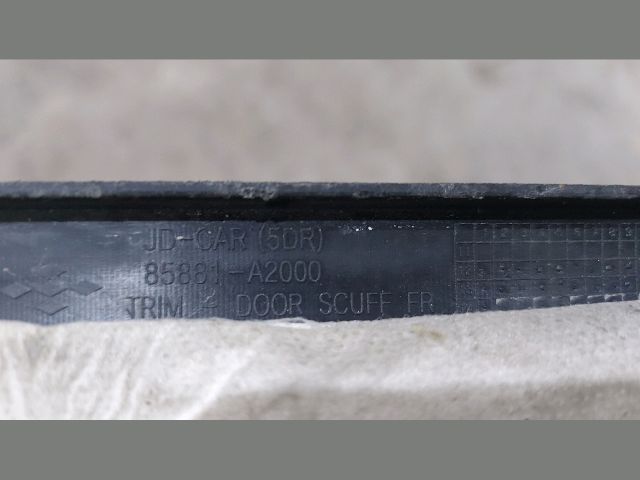 JD-CAR (5DR)
85881-A2000
TRIM - DOOR SCUFF FR